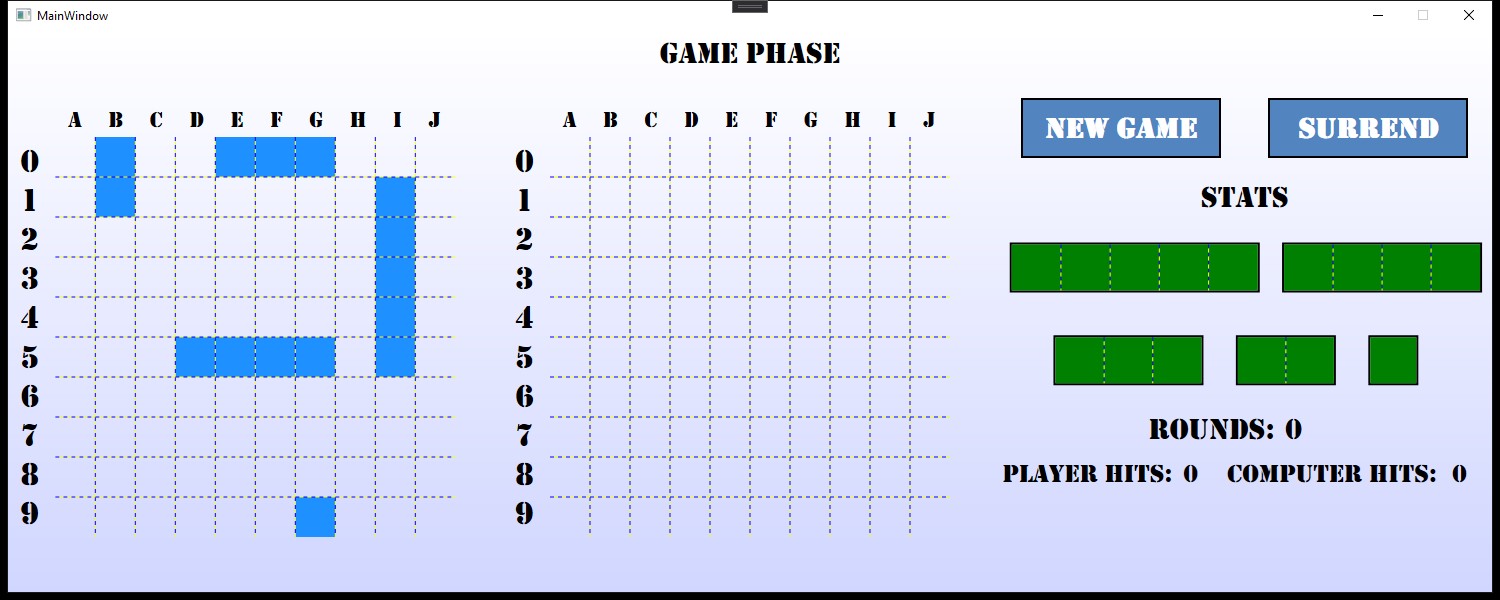 MainWindow
GAME PHASE
A B C D E F G H I J
0
1
2
3
4
5
6
7
8
9
A B C D E F G H I J
0
1
2
3
4
5
6
7
8
9
NEW GAME
SURREND
STATS
ROUNDS: 0
PLAYER HITS: 0 COMPUTER HITS: 0